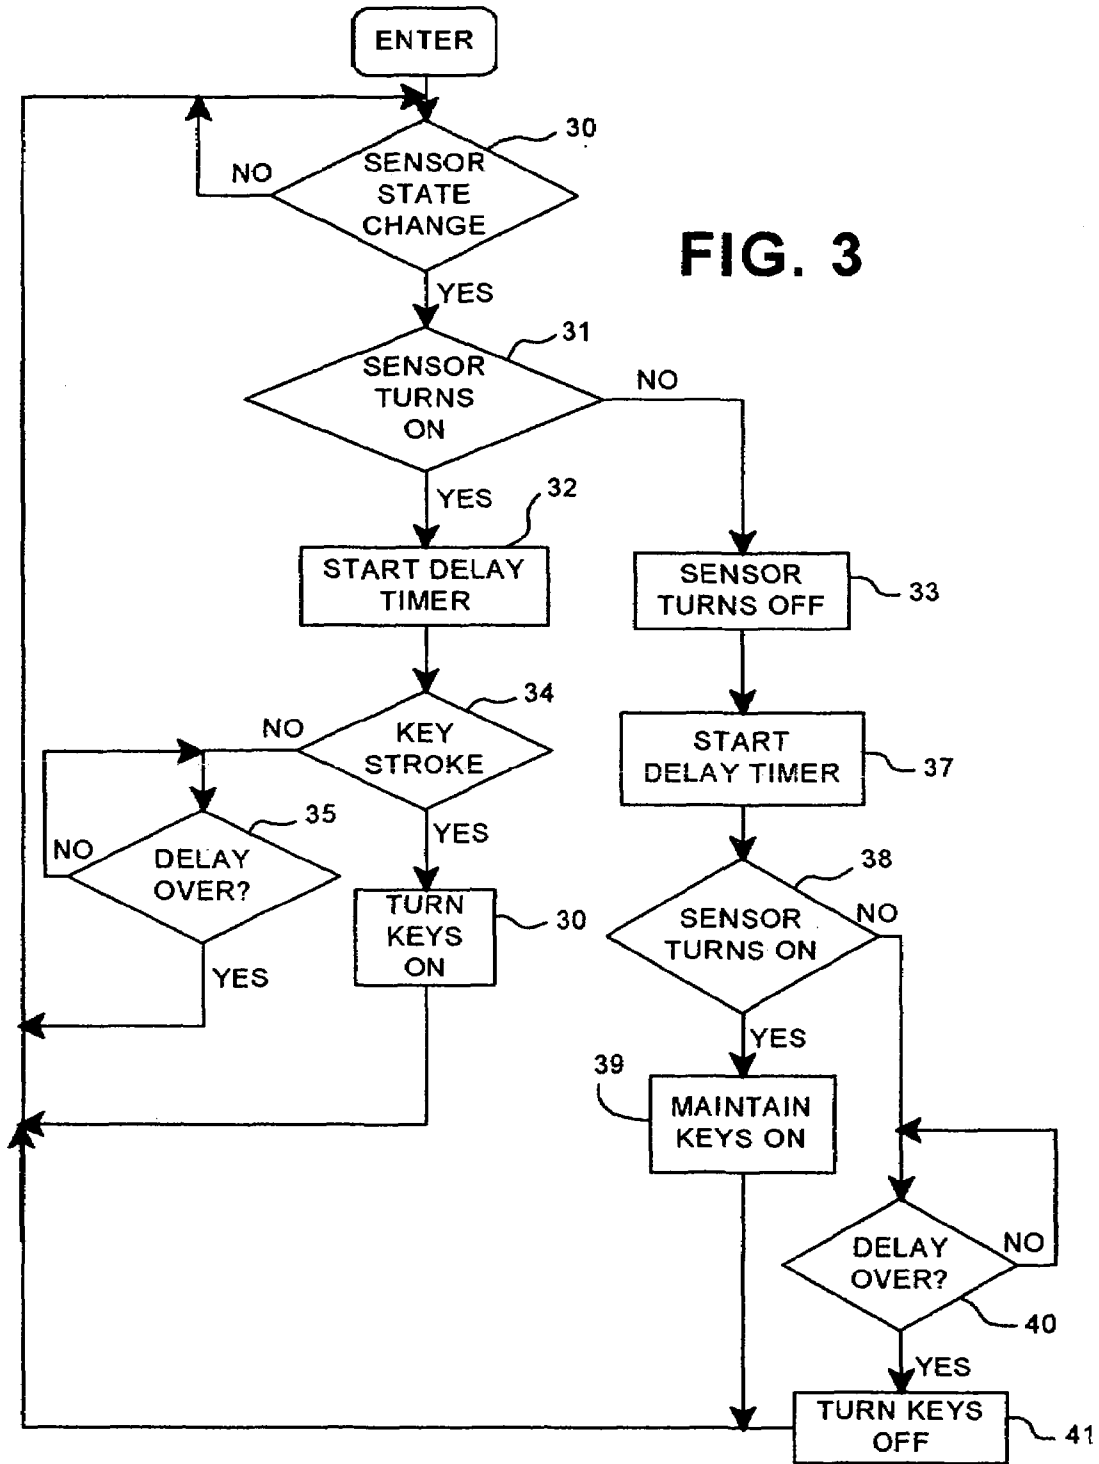 ENTER
30
SENSOR
STATE
CHANGE
NO
FIG. 3
YES
31
SENSOR
TURNS
ON
NO
YES
32
START DELAY
TIMER
SENSOR
TURNS OFF
33
34
KEY
STROKE
NO
START
DELAY TIMER
37
YES
35
DELAY
OVER?
NO
YES
TURN
KEYS
ON
30
38
SENSOR
TURNS ON
NO
YES
39
MAINTAIN
KEYS ON
DELAY
OVER?
NO
40
YES
TURN KEYS
OFF
41